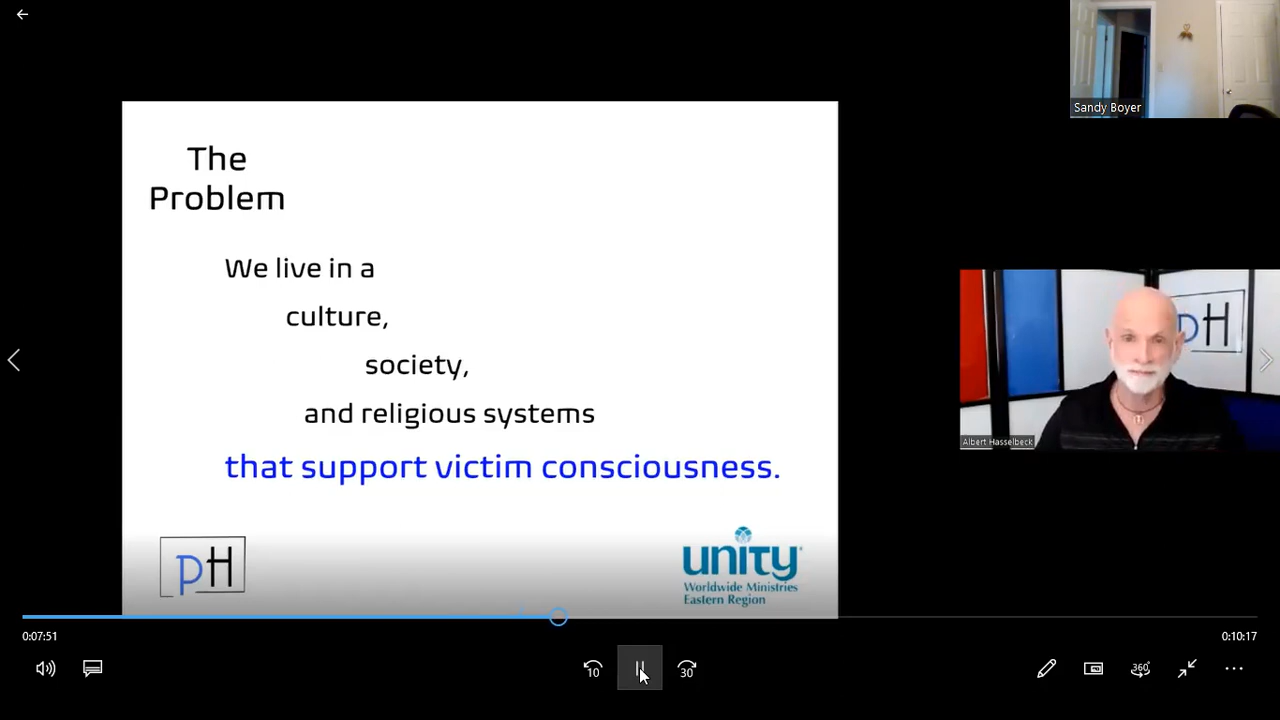 Sandy Boyer
The
Problem
We live in a
culture,
society,
and religious systems
that support victim consciousness.
pH
Albert Hasselbeck
pH
unity
Worldwide Ministries
Eastern Region
0:07:51
0:10:17
10
30
360